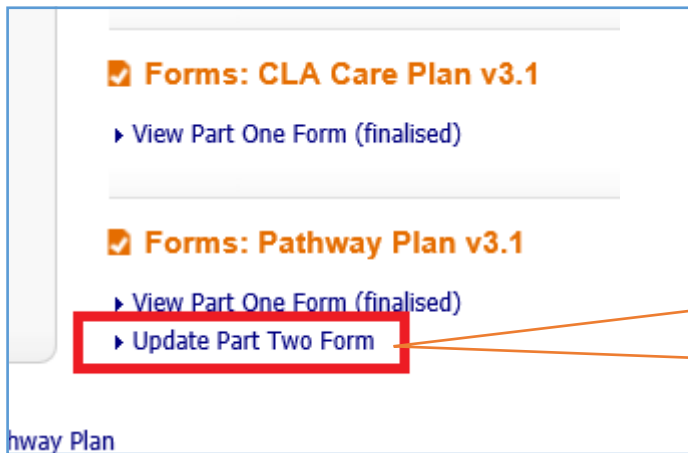 Forms: CLA Care Plan v3.1
View Part One Form (finalised)
Forms: Pathway Plan v3.1
View Part One Form (finalised)
Update Part Two Form
hway Plan